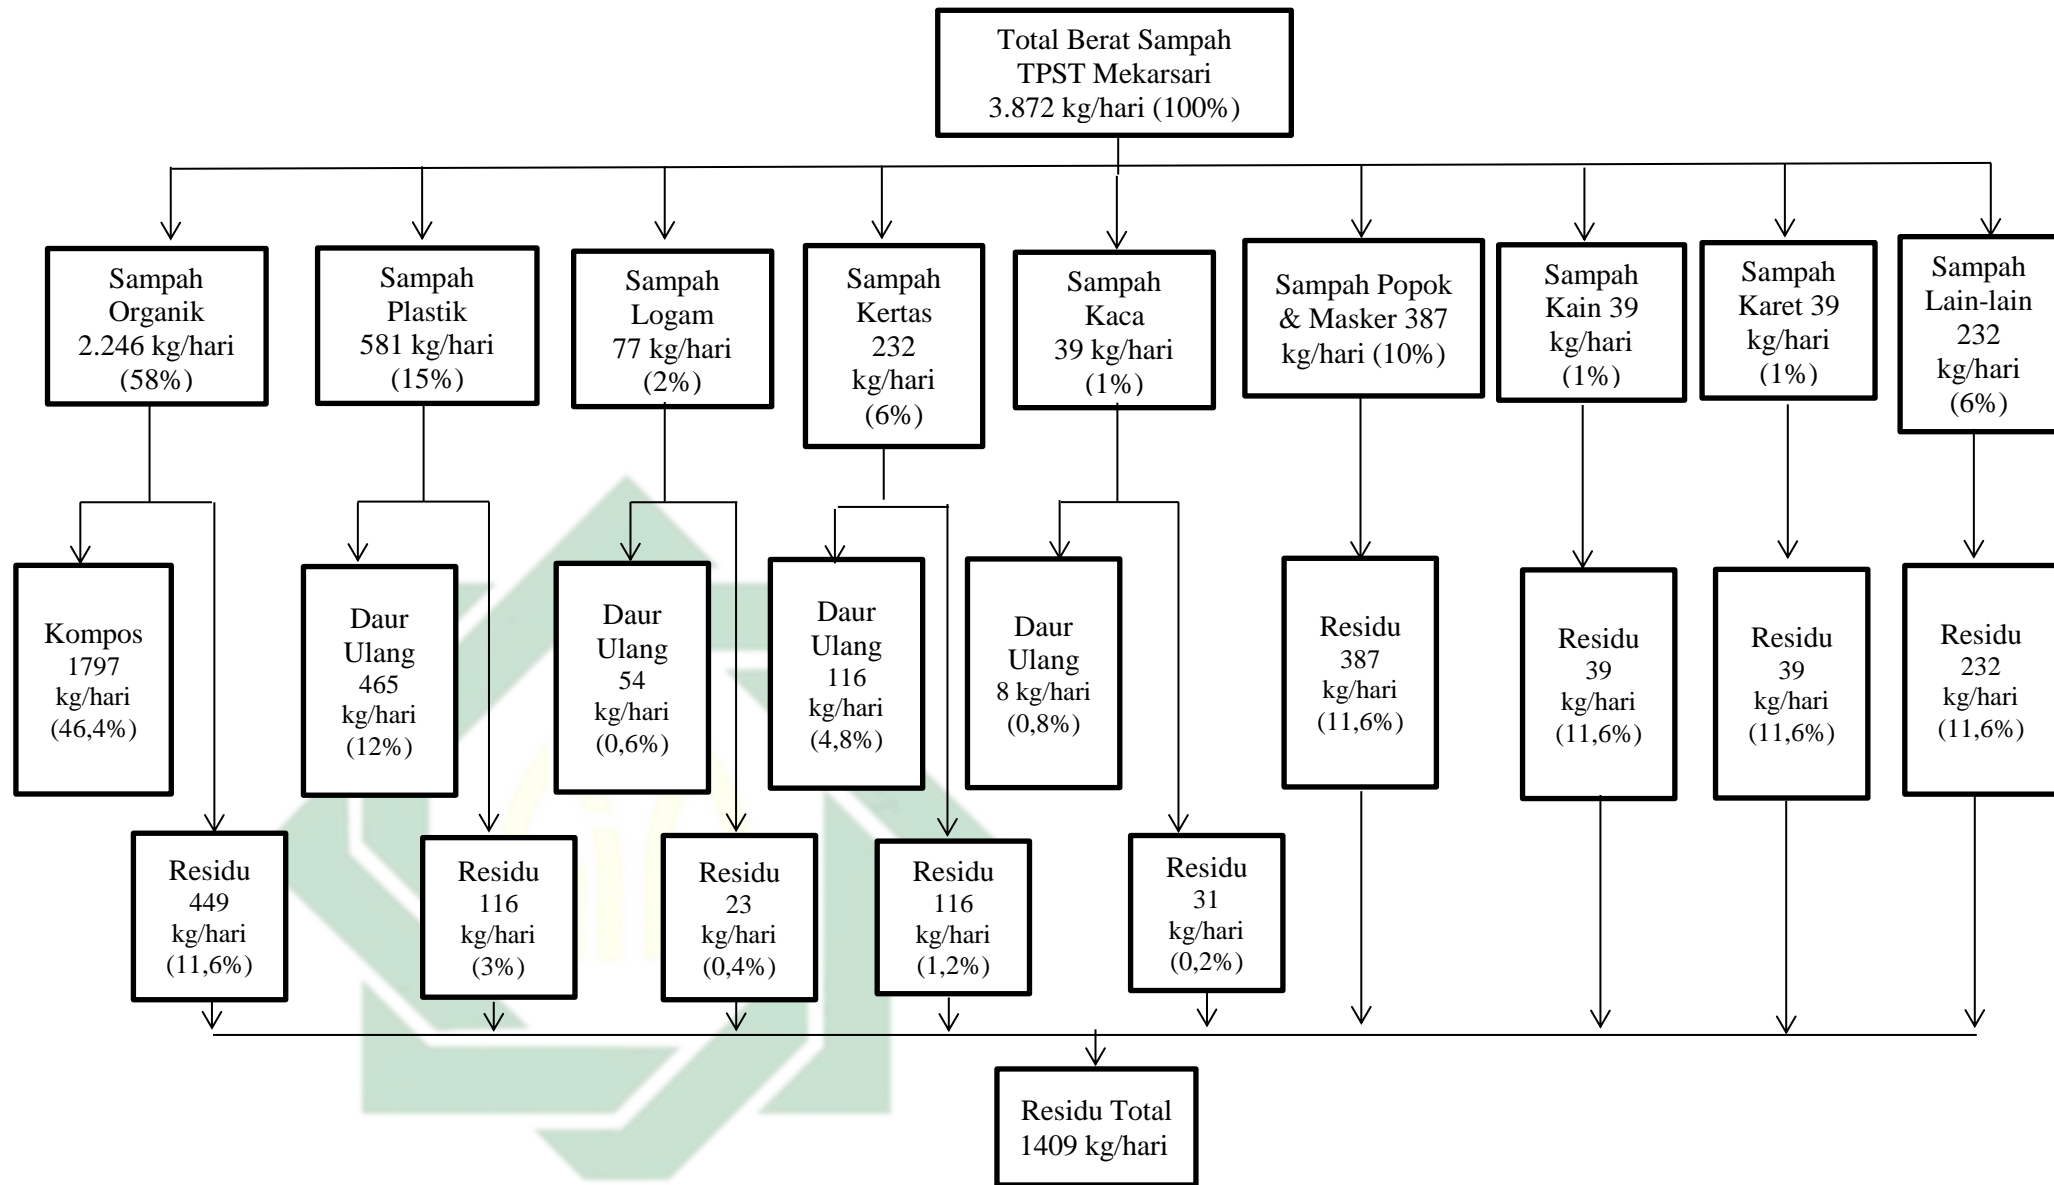 Total Berat Sampah
TPST Mekarsari
3.872 kg/hari (100%)
Sampah
Organik
2.246 kg/hari
(58%)
Sampah
Plastik
581 kg/hari
(15%)
Sampah
Logam
77 kg/hari
(2%)
Sampah
Kertas
232
kg/hari
(6%)
Sampah
Kaca
39 kg/hari
(1%)
Sampah Popok
& Masker 387
kg/hari (10%)
Sampah
Kain 39
kg/hari
(1%)
Sampah
Karet 39
kg/hari
(1%)
Sampah
Lain-lain
232
kg/hari
(6%)
Kompos
1797
kg/hari
(46,4%)
Daur
Ulang
465
kg/hari
(12%)
Daur
Ulang
54
kg/hari
(0,6%)
Daur
Ulang
116
kg/hari
(4,8%)
Daur
Ulang
8 kg/hari
(0,8%)
Residu
387
kg/hari
(11,6%)
Residu
39
kg/hari
(11,6%)
Residu
39
kg/hari
(11,6%)
Residu
232
kg/hari
(11,6%)
Residu
449
kg/hari
(11,6%)
Residu
116
kg/hari
(3%)
Residu
23
kg/hari
(0,4%)
Residu
116
kg/hari
(1,2%)
Residu
31
kg/hari
(0,2%)
Residu Total
1409 kg/hari